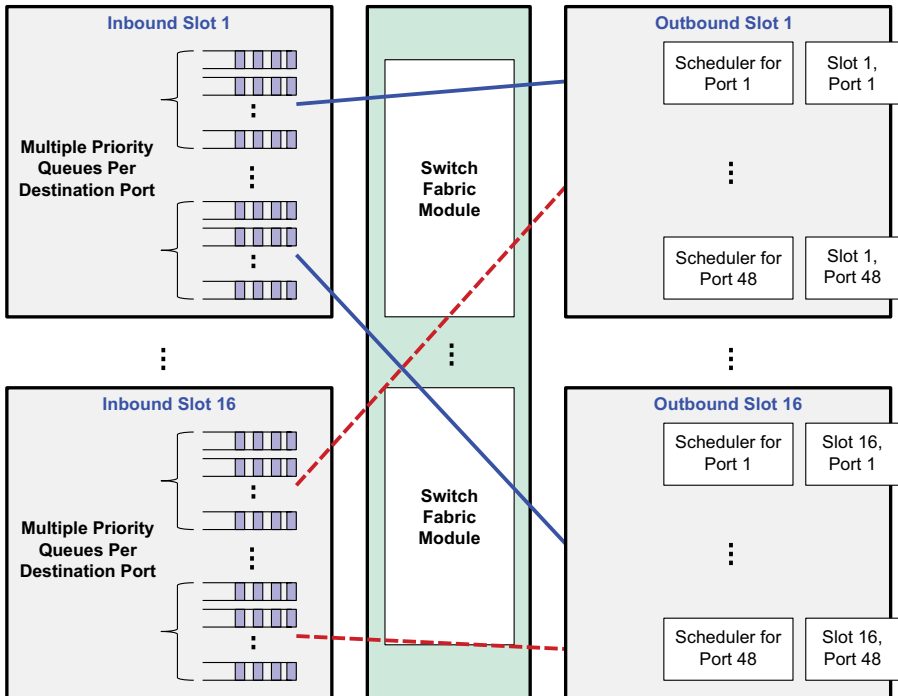 Inbound Slot 1
Multiple Priority
Queues Per
Destination Port
Switch
Fabric
Module
Outbound Slot 1
Scheduler for
Port 1
Slot 1,
Port 1
Scheduler for
Port 48
Slot 1,
Port 48
Inbound Slot 16
Multiple Priority
Queues Per
Destination Port
Switch
Fabric
Module
Outbound Slot 16
Scheduler for
Port 1
Slot 16,
Port 1
Scheduler for
Port 48
Slot 16,
Port 48